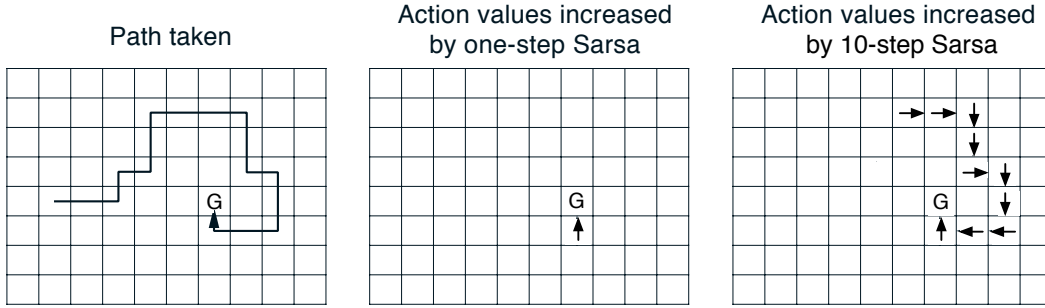 Path taken
Action values increased
by one-step Sarsa
Action values increased
by 10-step Sarsa
G
G
G